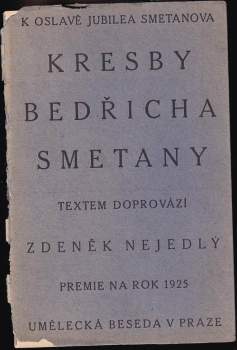 K OSLAVĚ JUBILEA SMETANOVA
KRESBY
BEDŘICHA
SMETANY
TEXTEM DOPROVÁZÍ
ZDENĚK NEJEDLÝ
PREMIE NA ROK 1925
UMĚLECKÁ BESEDA V PRAZE